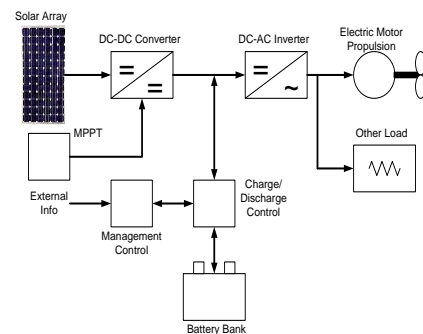 Solar Array
DC-DC Converter
DC-AC Inverter
Electric Motor
Propulsion
MPPT
Other Load
External
Info
Management
Control
Charge/
Discharge
Control
Battery Bank